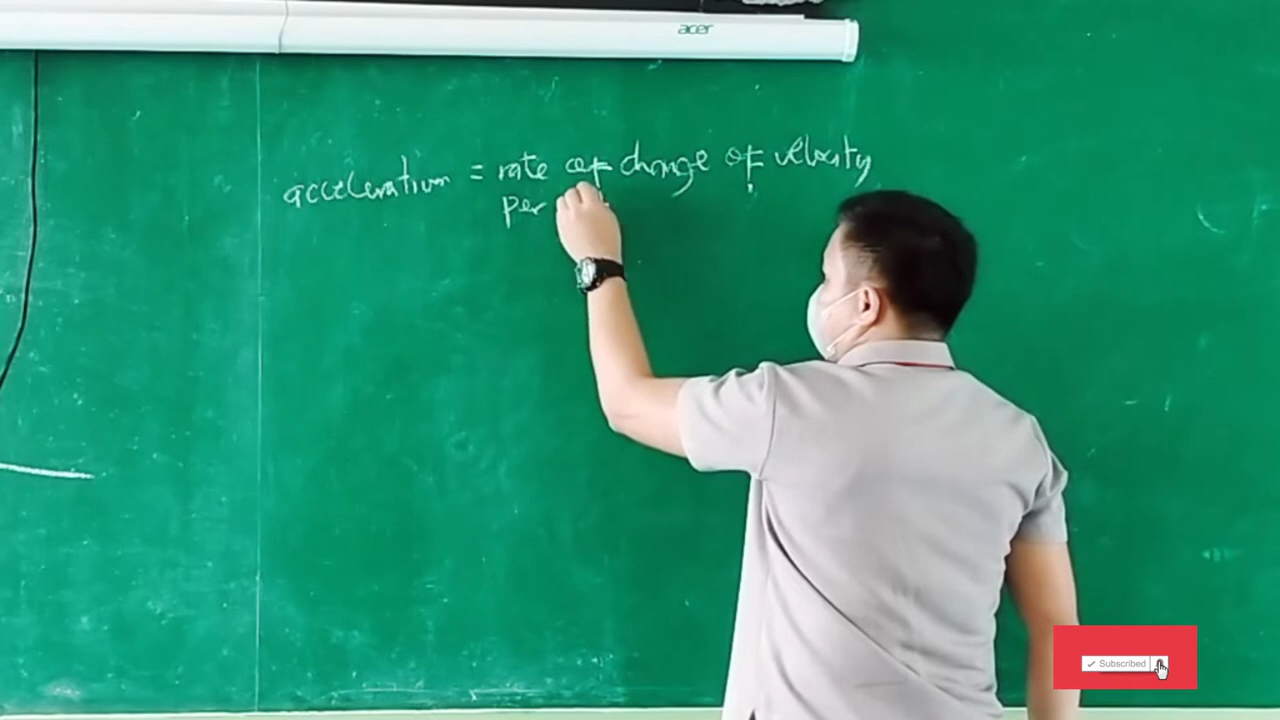 acer
acceleration = rate of change of velocity
per
Subscribed